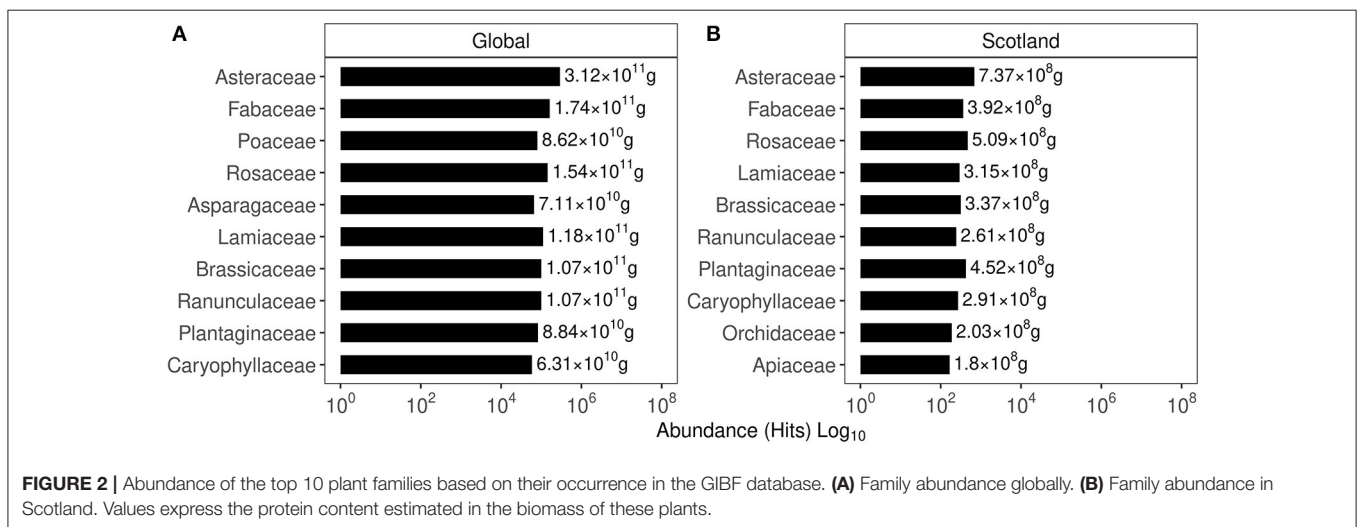 A
Global
Asteraceae 3.12×10¹¹g
Fabaceae 1.74×10¹¹g
Poaceae 8.62×10¹⁰g
Rosaceae 1.54×10¹¹g
Asparagaceae 7.11×10¹⁰g
Lamiaceae 1.18×10¹¹g
Brassicaceae 1.07×10¹¹g
Ranunculaceae 1.07×10¹¹g
Plantaginaceae 8.84×10¹⁰g
Caryophyllaceae 6.31×10¹⁰g
10⁰ 10² 10⁴ 10⁶ 10⁸
B
Scotland
Asteraceae 7.37×10⁸g
Fabaceae 3.92×10⁸g
Rosaceae 5.09×10⁸g
Lamiaceae 3.15×10⁸g
Brassicaceae 3.37×10⁸g
Ranunculaceae 2.61×10⁸g
Plantaginaceae 4.52×10⁸g
Caryophyllaceae 2.91×10⁸g
Orchidaceae 2.03×10⁸g
Apiaceae 1.8×10⁸g
10⁰ 10² 10⁴ 10⁶ 10⁸
Abundance (Hits) Log₁₀
FIGURE 2 | Abundance of the top 10 plant families based on their occurrence in the GIBF database. (A) Family abundance globally. (B) Family abundance in
Scotland. Values express the protein content estimated in the biomass of these plants.